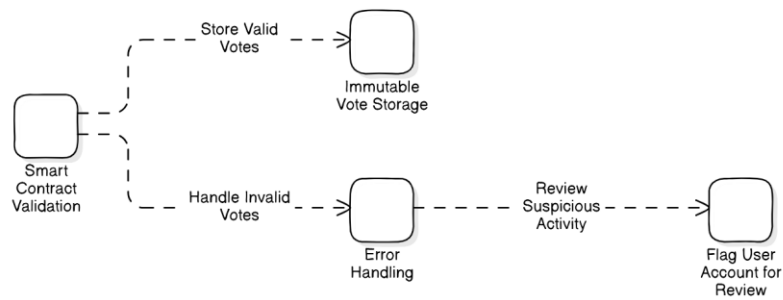 Store Valid
Votes
Immutable
Vote Storage
Smart
Contract
Validation
Handle Invalid
Votes
Error
Handling
Review
Suspicious
Activity
Flag User
Account for
Review